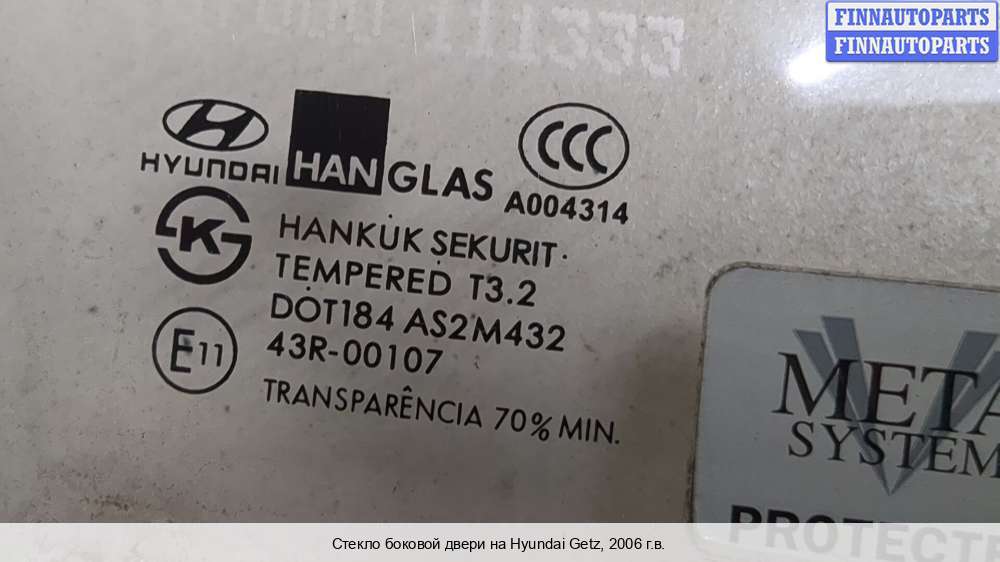 FINNAUTOPARTS
FINNAUTOPARTS
HYUNDAI HANGLAS
CCC
A004314
K
HANKUK SEKURIT
TEMPERED T3.2
DOT184 AS2M432
E11
43R-00107
TRANSPARÊNCIA 70% MIN.
SYSTEM
Стекло боковой двери на Hyundai Getz, 2006 г.в.